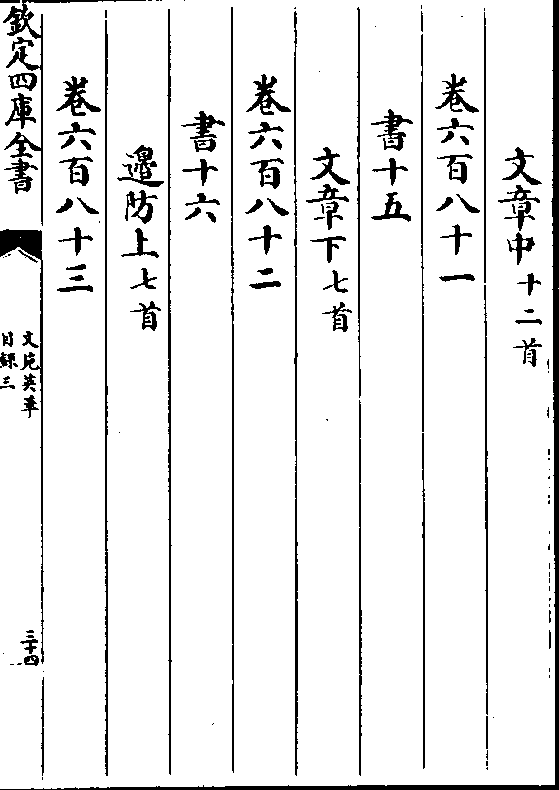 文章中十二首
卷六百八十一
書十五
文章下七首
卷六百八十二
書十六
邉防上七首
卷六百八十三
欽定四庫全書
文苑英華
目録三
三十四